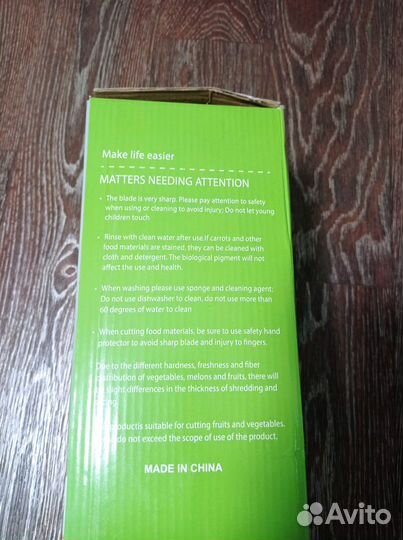 Make life easier
MATTERS NEEDING ATTENTION
• The blade is very sharp. Please pay attention to safety
when using or cleaning to avoid injury; Do not let young
children touch
• Rinse with clean water after use.If carrots and other
food materials are stained, they can be cleaned with
cloth and detergent. The biological pigment will not
affect the use and health.
• When washing please use sponge and cleaning agent;
Do not use dishwasher to clean, do not use more than
60 degrees of water to clean
• When cutting food materials, be sure to use safety hand
protector to avoid sharp blade and injury to fingers.
Due to the different hardness, freshness and fiber
of vegetables, melons and fruits, there will
slight differences in the thickness of shredding and
productis suitable for cutting fruits and vegetables.
do not exceed the scope of use of the product.
MADE IN CHINA
Avito